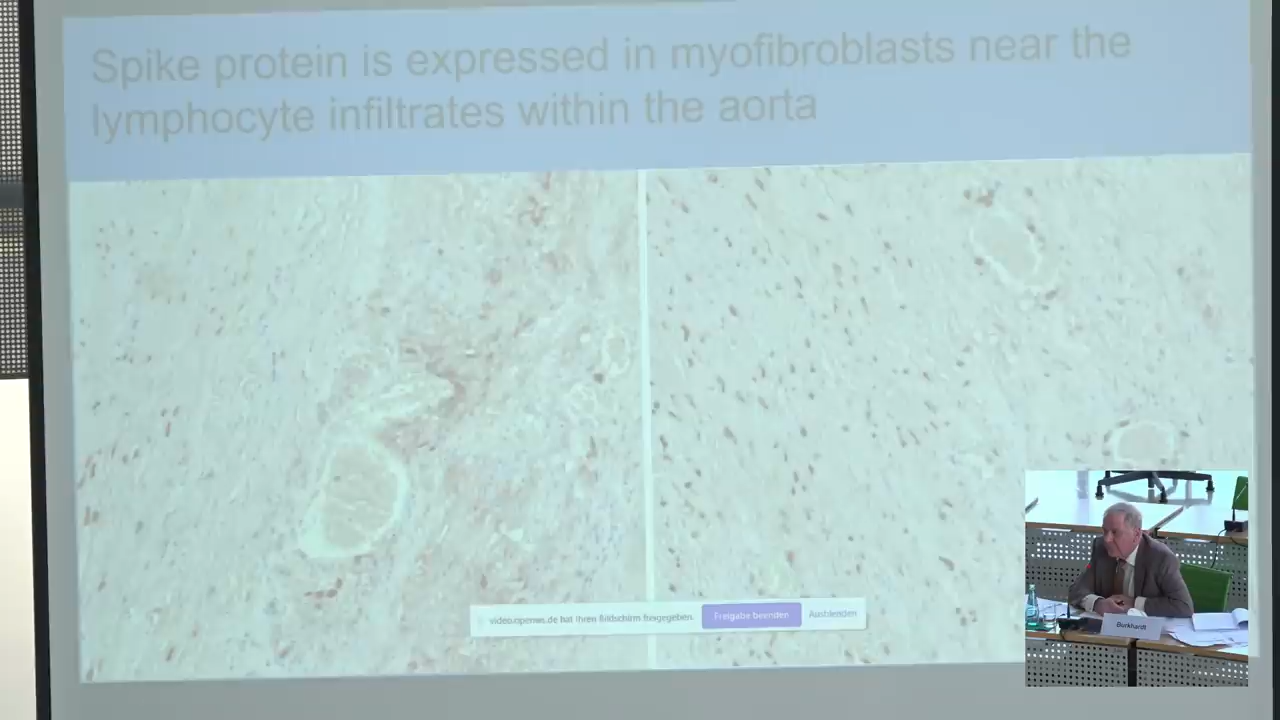 Spike protein is expressed in myofibroblasts near the
lymphocyte infiltrates within the aorta
video.openws.de hat Ihren Bildschirm freigegeben. Freigabe beenden Ausblenden
Burkhardt